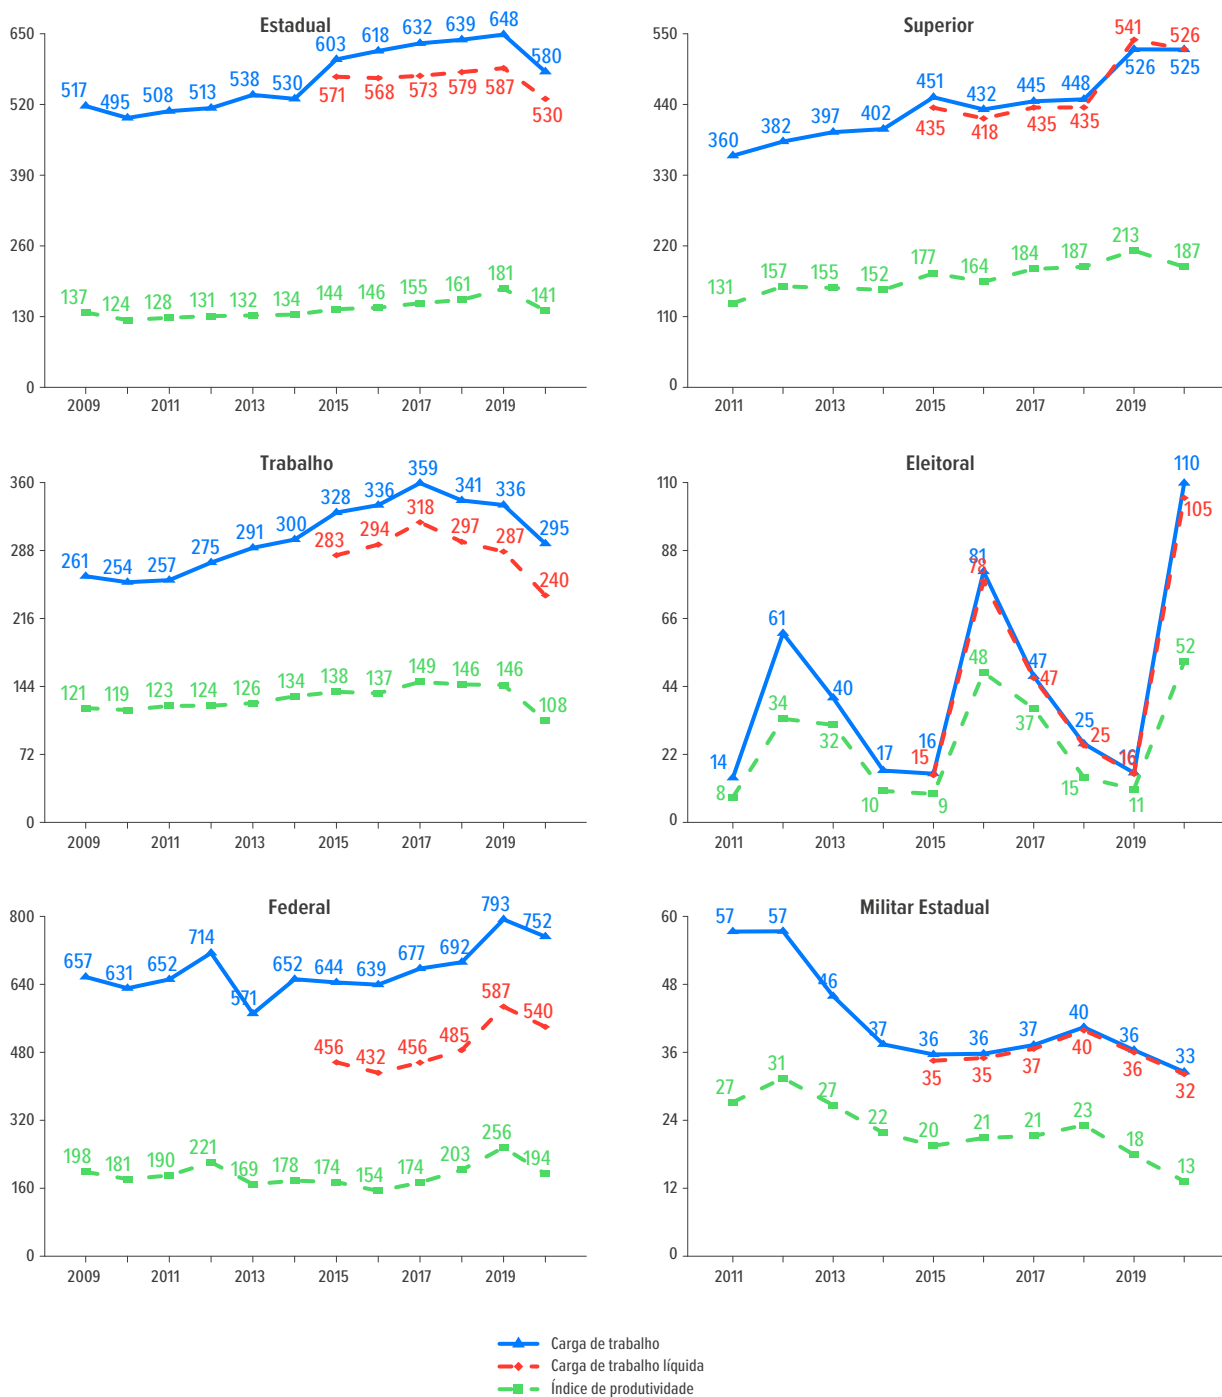 Estadual
650
520
390
260
130
0
517 495 508 513 538 530 603 618 632 639 648 580
571 568 573 579 587 530
137 124 128 131 132 134 144 146 155 161 181 141
2009 2011 2013 2015 2017 2019
Superior
550
440
330
220
110
0
360 382 397 402 451 432 445 448 526 525
435 418 435 435 541 526
131 157 155 152 177 164 184 187 213 187
2011 2013 2015 2017 2019
Trabalho
360
288
216
144
72
0
261 254 257 275 291 300 328 336 359 341 336 295
283 294 318 297 287 240
121 119 123 124 126 134 138 137 149 146 146 108
2009 2011 2013 2015 2017 2019
Eleitoral
110
88
66
44
22
0
14 61 40 17 16 81 47 25 16 110
15 78 47 25 16 105
8 34 32 10 9 48 37 15 11 52
2011 2013 2015 2017 2019
Federal
800
640
480
320
160
0
657 631 652 714 571 652 644 639 677 692 793 752
456 432 456 485 587 540
198 181 190 221 169 178 174 154 174 203 256 194
2009 2011 2013 2015 2017 2019
Militar Estadual
60
48
36
24
12
0
57 57 46 37 36 36 37 40 36 33
35 35 37 40 36 32
27 31 27 22 20 21 21 23 18 13
2011 2013 2015 2017 2019
Carga de trabalho
Carga de trabalho líquida
Índice de produtividade